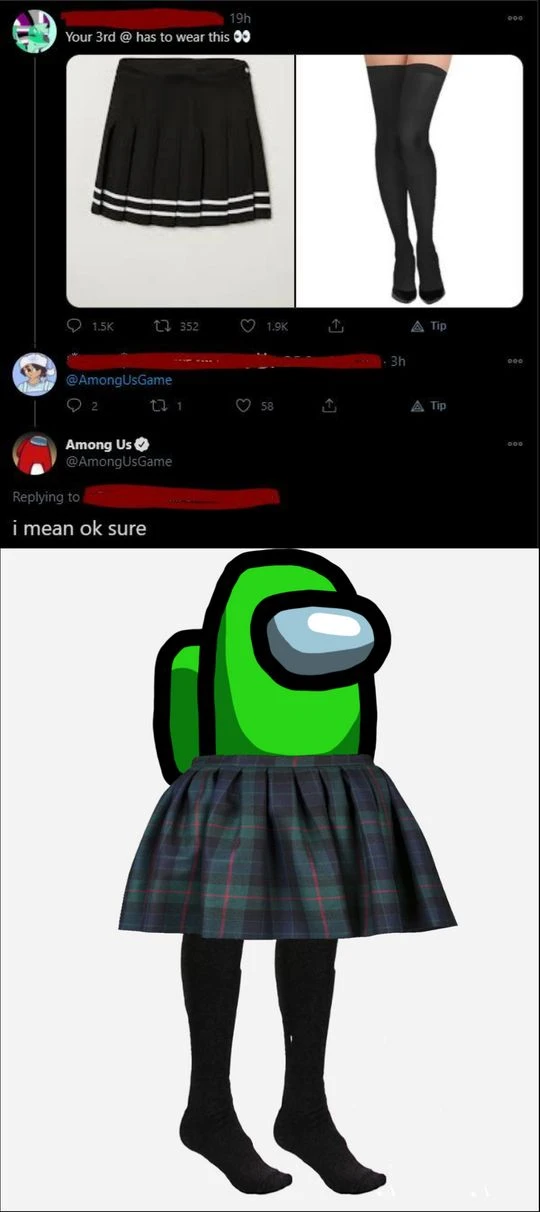 19h
Your 3rd @ has to wear this 👀
1.5K 352 1.9K Tip
· 3h
@AmongUsGame
2 1 58 Tip
Among Us
@AmongUsGame
Replying to
i mean ok sure